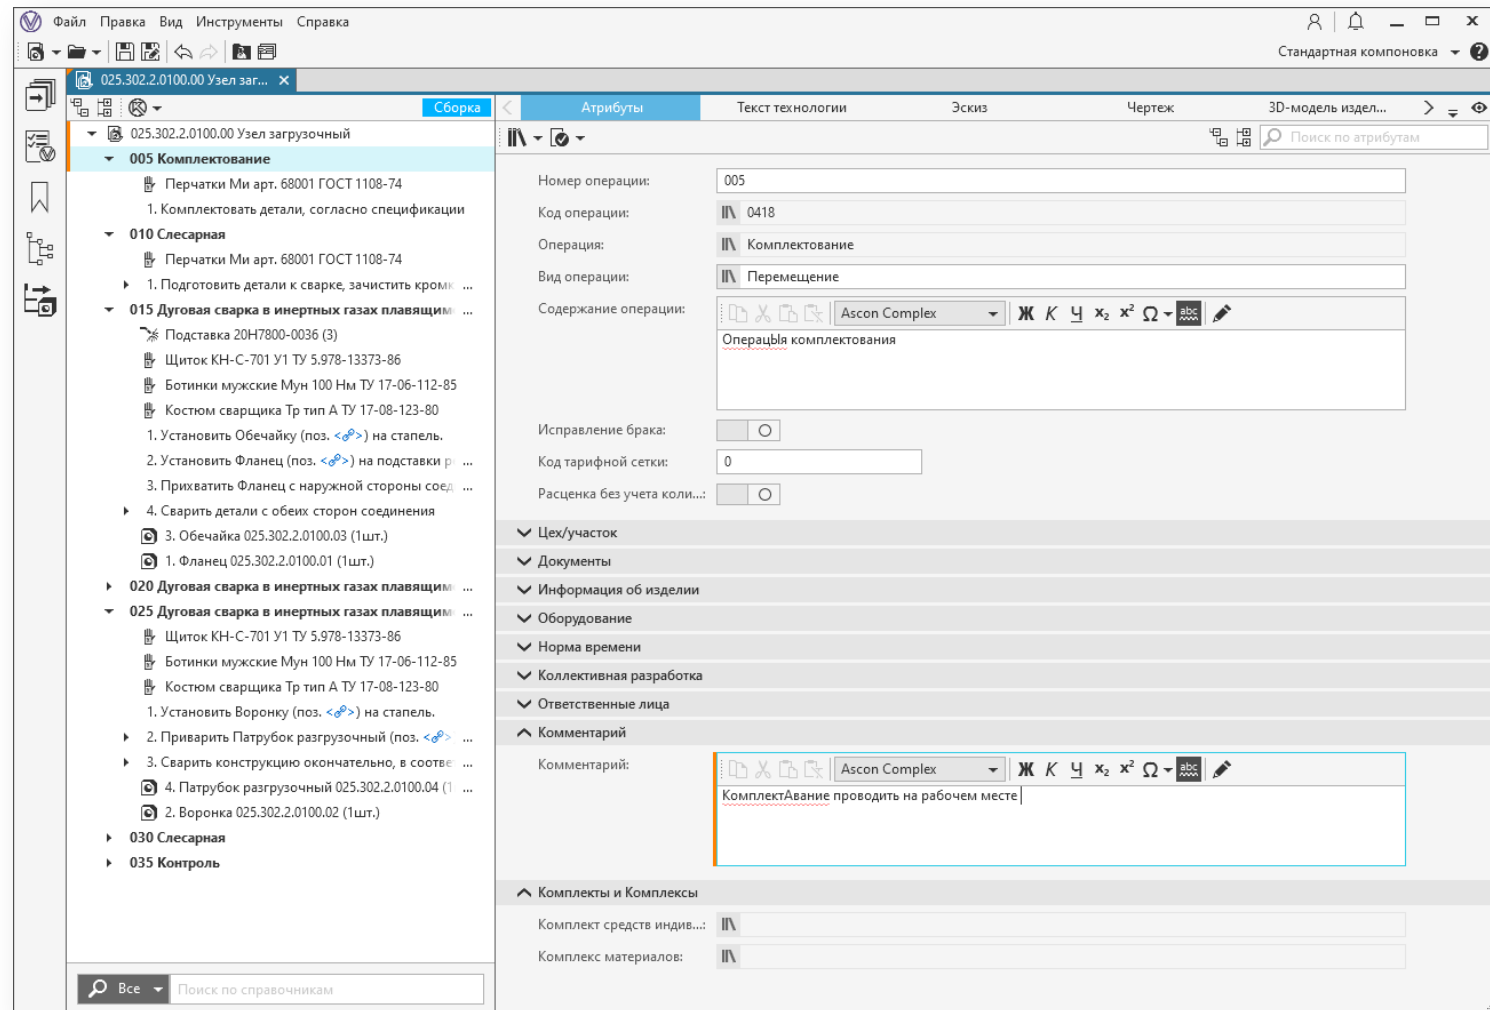 Файл Правка Вид Инструменты Справка
Стандартная компоновка
025.302.2.0100.00 Узел заг...
Сборка
025.302.2.0100.00 Узел загрузочный
005 Комплектование
Перчатки Ми арт. 68001 ГОСТ 1108-74
1. Комплектовать детали, согласно спецификации
010 Слесарная
Перчатки Ми арт. 68001 ГОСТ 1108-74
1. Подготовить детали к сварке, зачистить кромк ...
015 Дуговая сварка в инертных газах плавящим ...
Подставка 20Н7800-0036 (3)
Щиток КН-С-701 У1 ТУ 5.978-13373-86
Ботинки мужские Мун 100 Нм ТУ 17-06-112-85
Костюм сварщика Тр тип А ТУ 17-08-123-80
1. Установить Обечайку (поз. <>) на стапель.
2. Установить Фланец (поз. <>) на подставки р ...
3. Прихватить Фланец с наружной стороны соед ...
4. Сварить детали с обеих сторон соединения
3. Обечайка 025.302.2.0100.03 (1шт.)
1. Фланец 025.302.2.0100.01 (1шт.)
020 Дуговая сварка в инертных газах плавящим ...
025 Дуговая сварка в инертных газах плавящим ...
Щиток КН-С-701 У1 ТУ 5.978-13373-86
Ботинки мужские Мун 100 Нм ТУ 17-06-112-85
Костюм сварщика Тр тип А ТУ 17-08-123-80
1. Установить Воронку (поз. <>) на стапель.
2. Приварить Патрубок разгрузочный (поз. <> ...
3. Сварить конструкцию окончательно, в соотве ...
4. Патрубок разгрузочный 025.302.2.0100.04 (1 ...
2. Воронка 025.302.2.0100.02 (1шт.)
030 Слесарная
035 Контроль
Все
Поиск по справочникам
Атрибуты Текст технологии Эскиз Чертеж 3D-модель издел...
Поиск по атрибутам
Номер операции: 005
Код операции: 0418
Операция: Комплектование
Вид операции: Перемещение
Содержание операции: Ascon Complex Ж К Ч x₂ x² Ω abc
ОперацЫя комплектования
Исправление брака:
Код тарифной сетки: 0
Расценка без учета коли...:
Цех/участок
Документы
Информация об изделии
Оборудование
Норма времени
Коллективная разработка
Ответственные лица
Комментарий
Комментарий: Ascon Complex Ж К Ч x₂ x² Ω abc
КомплектАвание проводить на рабочем месте
Комплекты и Комплексы
Комплект средств индив...:
Комплекс материалов: